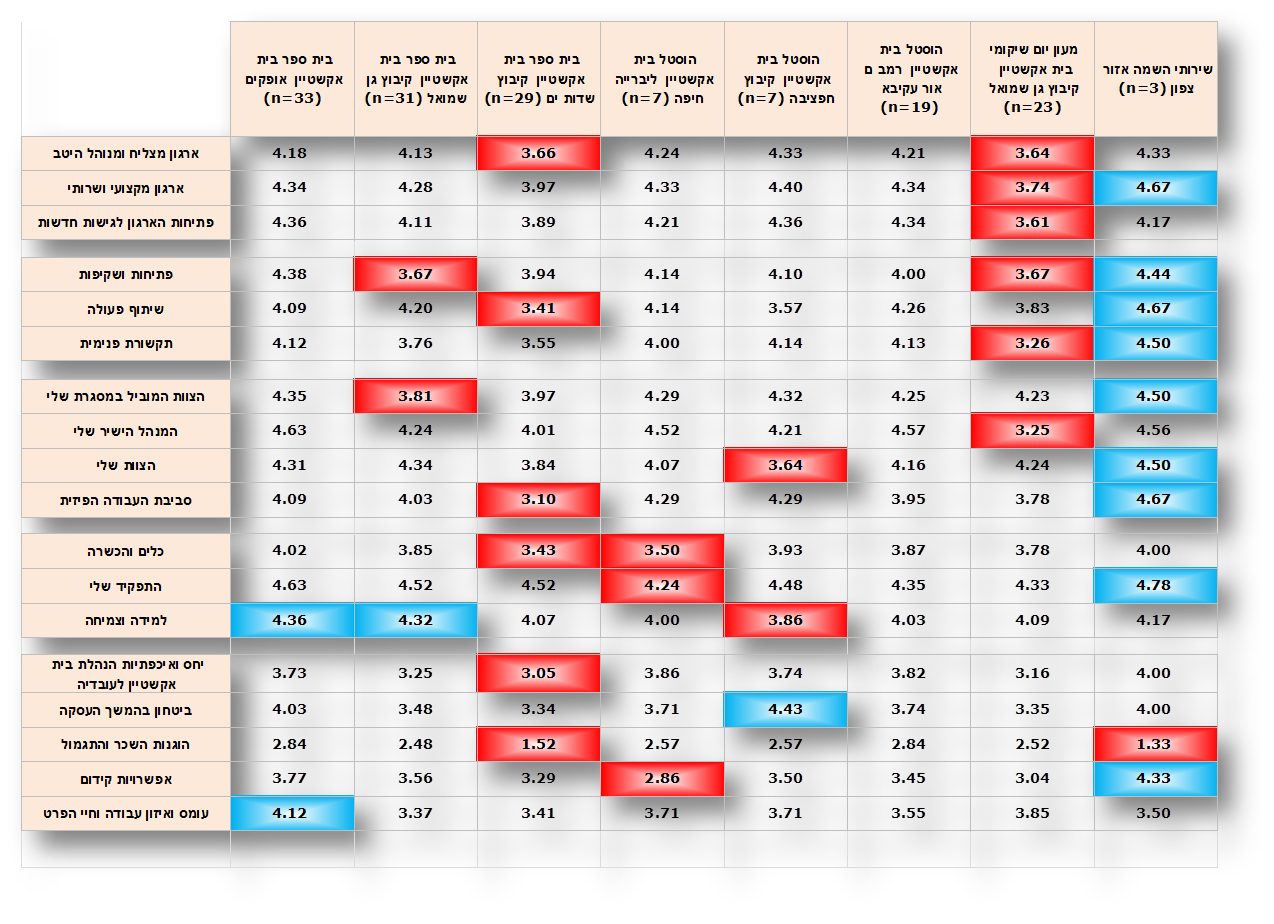 בית ספר בית
אקשטיין אופקים
(n=33)
בית ספר בית
אקשטיין קיבוץ גן
שמואל (n=31)
בית ספר בית
אקשטיין קיבוץ
שדות ים (n=29)
הוסטל בית
אקשטיין ליברייה
חיפה (n=7)
הוסטל בית
אקשטיין קיבוץ
חפציבה (n=7)
הוסטל בית
אקשטיין רמב ם
אור עקיבא
(n=19)
מעון יום שיקומי
בית אקשטיין
קיבוץ גן שמואל
(n=23)
שירותי השמה אזור
צפון (n=3)
ארגון מצליח ומנוהל היטב 4.18 4.13 3.66 4.24 4.33 4.21 3.64 4.33
ארגון מקצועי ושרותי 4.34 4.28 3.97 4.33 4.40 4.34 3.74 4.67
פתיחות הארגון לגישות חדשות 4.36 4.11 3.89 4.21 4.36 4.34 3.61 4.17
פתיחות ושקיפות 4.38 3.67 3.94 4.14 4.10 4.00 3.67 4.44
שיתוף פעולה 4.09 4.20 3.41 4.14 3.57 4.26 3.83 4.67
תקשורת פנימית 4.12 3.76 3.55 4.00 4.14 4.13 3.26 4.50
הצוות המוביל במסגרת שלי 4.35 3.81 3.97 4.29 4.32 4.25 4.23 4.50
המנהל הישיר שלי 4.63 4.24 4.01 4.52 4.21 4.57 3.25 4.56
הצוות שלי 4.31 4.34 3.84 4.07 3.64 4.16 4.24 4.50
סביבת העבודה הפיזית 4.09 4.03 3.10 4.29 4.29 3.95 3.78 4.67
כלים והכשרה 4.02 3.85 3.43 3.50 3.93 3.87 3.78 4.00
התפקיד שלי 4.63 4.52 4.52 4.24 4.48 4.35 4.33 4.78
למידה וצמיחה 4.36 4.32 4.07 4.00 3.86 4.03 4.09 4.17
יחס ואיכפתיות הנהלת בית
אקשטיין לעובדיה 3.73 3.25 3.05 3.86 3.74 3.82 3.16 4.00
ביטחון בהמשך העסקה 4.03 3.48 3.34 3.71 4.43 3.74 3.35 4.00
הוגנות השכר והתגמול 2.84 2.48 1.52 2.57 2.57 2.84 2.52 1.33
אפשרויות קידום 3.77 3.56 3.29 2.86 3.50 3.45 3.04 4.33
עומס ואיזון עבודה וחיי הפרט 4.12 3.37 3.41 3.71 3.71 3.55 3.85 3.50